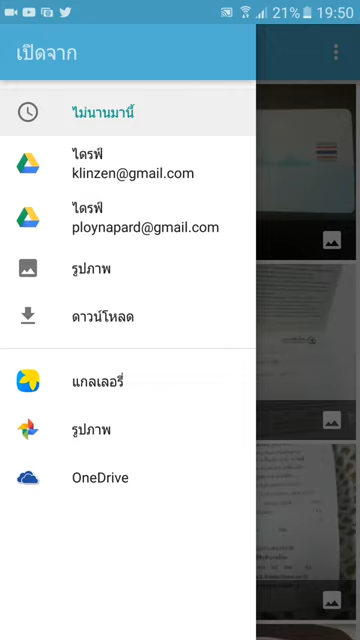 21% 19:50
เปิดจาก
ไม่นานมานี้
ไดรฟ์
klinzen@gmail.com
ไดรฟ์
ploynapard@gmail.com
รูปภาพ
ดาวน์โหลด
แกลเลอรี่
รูปภาพ
OneDrive